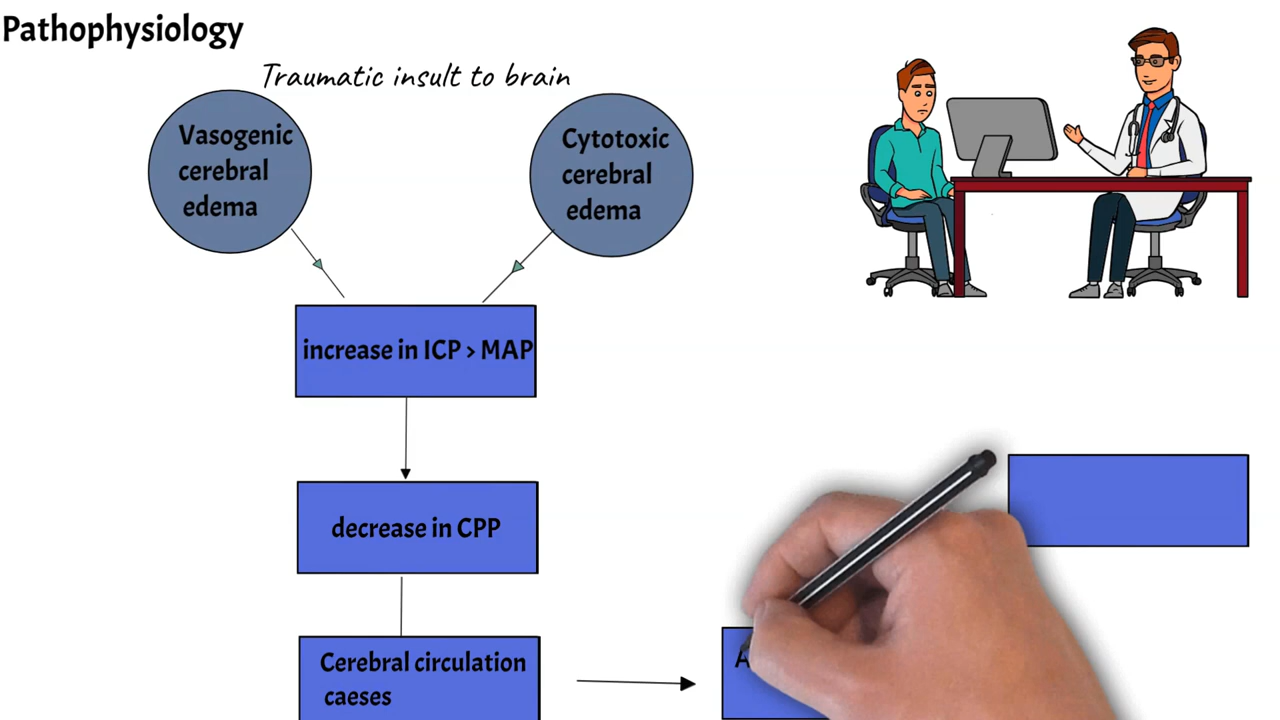 Pathophysiology
Traumatic insult to brain
Vasogenic
cerebral
edema
Cytotoxic
cerebral
edema
increase in ICP > MAP
decrease in CPP
Cerebral circulation
caeses
A